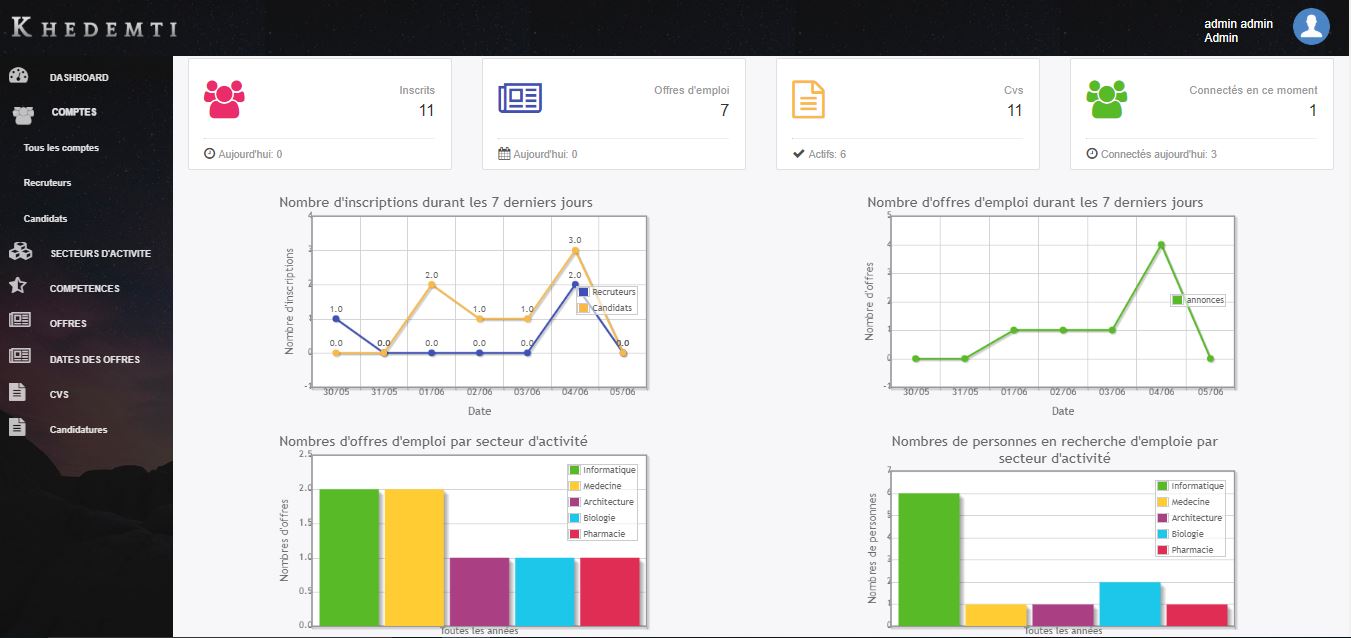 KHEDEMTI
admin admin
Admin
DASHBOARD
COMPTES
Tous les comptes
Recruteurs
Candidats
SECTEURS D'ACTIVITE
COMPETENCES
OFFRES
DATES DES OFFRES
CVS
Candidatures
Inscrits
11
Aujourd'hui: 0
Offres d'emploi
7
Aujourd'hui: 0
Cvs
11
Actifs: 6
Connectés en ce moment
1
Connectés aujourd'hui: 3
Nombre d'inscriptions durant les 7 derniers jours
Nombre d'inscriptions
4
3
2
1
0
-1
1.0 2.0 1.0 1.0 3.0 2.0
0.0 0.0 0.0 0.0 0.0 0.0
Recruteurs
Candidats
30/05 31/05 01/06 02/06 03/06 04/06 05/06
Date
Nombre d'offres d'emploi durant les 7 derniers jours
Nombre d'offres
5
4
3
2
1
0
-1
annonces
30/05 31/05 01/06 02/06 03/06 04/06 05/06
Date
Nombres d'offres d'emploi par secteur d'activité
Nombres d'offres
2.5
2.0
1.5
1.0
0.5
0.0
Informatique
Medecine
Architecture
Biologie
Pharmacie
Toutes les années
Nombres de personnes en recherche d'emploie par
secteur d'activité
Nombres de personnes
7
6
5
4
3
2
1
0
Informatique
Medecine
Architecture
Biologie
Pharmacie
Toutes les années